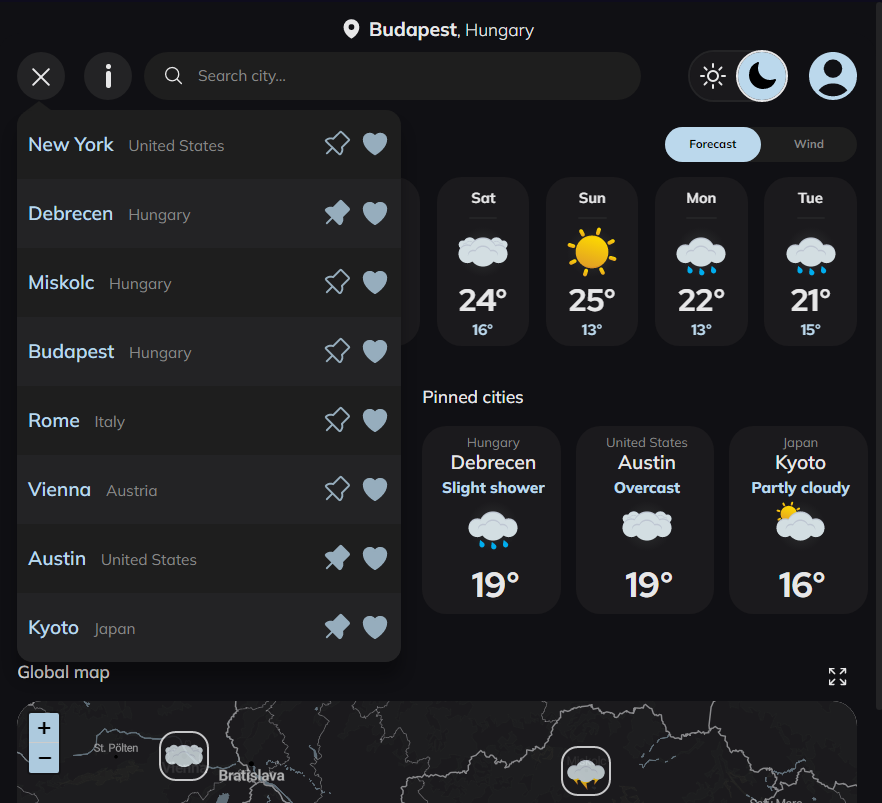 Budapest, Hungary
Search city...
New York United States
Debrecen Hungary
Miskolc Hungary
Budapest Hungary
Rome Italy
Vienna Austria
Austin United States
Kyoto Japan
Forecast Wind
Sat Sun Mon Tue
24° 25° 22° 21°
16° 13° 13° 15°
Pinned cities
Hungary United States Japan
Debrecen Austin Kyoto
Slight shower Overcast Partly cloudy
19° 19° 16°
Global map
+
−
St. Pölten
Bratislava